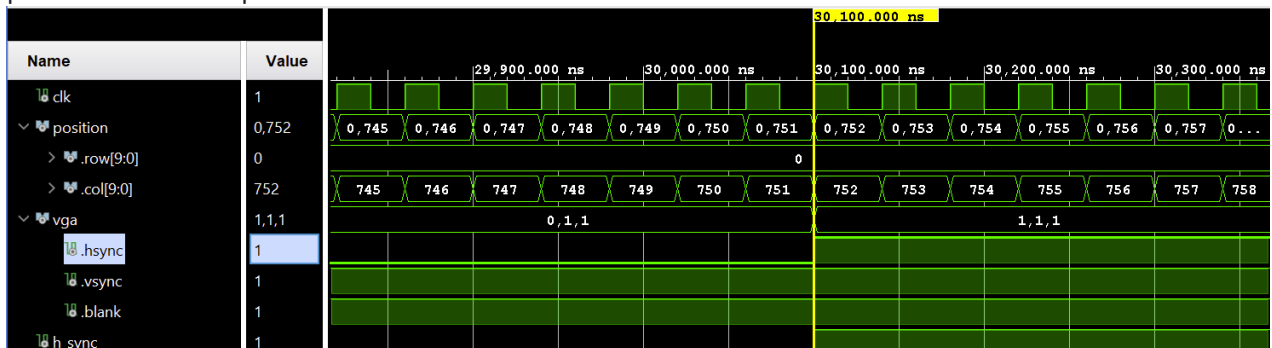 30,100.000 ns
Name Value
29,900.000 ns 30,000.000 ns 30,100.000 ns 30,200.000 ns 30,300.000 ns
clk 1
position 0,752 0,745 0,746 0,747 0,748 0,749 0,750 0,751 0,752 0,753 0,754 0,755 0,756 0,757 0...
.row[9:0] 0 0
.col[9:0] 752 745 746 747 748 749 750 751 752 753 754 755 756 757 758
vga 1,1,1 0,1,1 1,1,1
.hsync 1
.vsync 1
.blank 1
h_sync 1